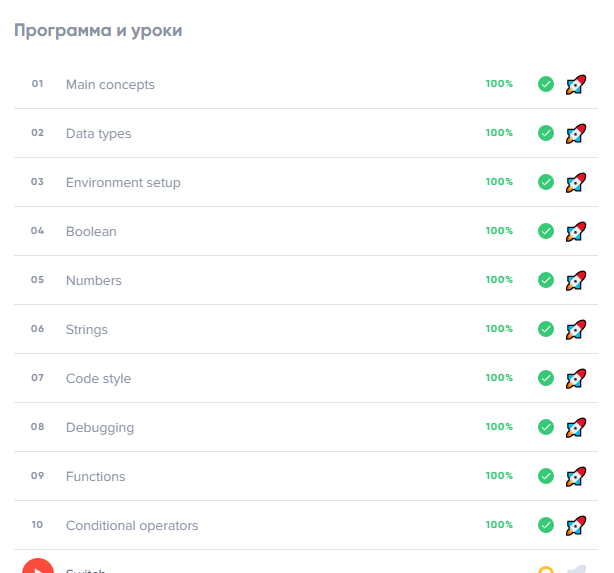 Программа и уроки
01 Main concepts 100%
02 Data types 100%
03 Environment setup 100%
04 Boolean 100%
05 Numbers 100%
06 Strings 100%
07 Code style 100%
08 Debugging 100%
09 Functions 100%
10 Conditional operators 100%
Switch